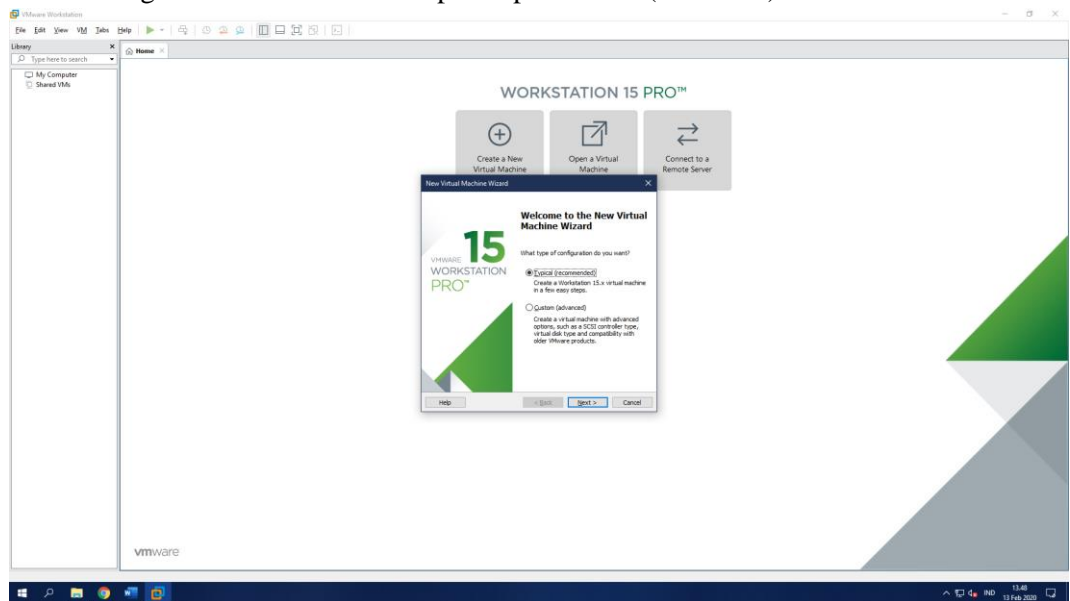 VMware Workstation
File Edit View VM Tabs Help
Library
Type here to search
My Computer
Shared VMs
Home
WORKSTATION 15 PRO™
Create a New
Virtual Machine
Open a Virtual
Machine
Connect to a
Remote Server
New Virtual Machine Wizard
VMWARE 15
WORKSTATION
PRO™
Welcome to the New Virtual
Machine Wizard
What type of configuration do you want?
Typical (recommended)
Create a Workstation 15.x virtual machine
in a few easy steps.
Custom (advanced)
Create a virtual machine with advanced
options, such as a SCSI controller type,
virtual disk type and compatibility with
older VMware products.
Help
< Back
Next >
Cancel
vmware
IND
13.48
13 Feb 2020